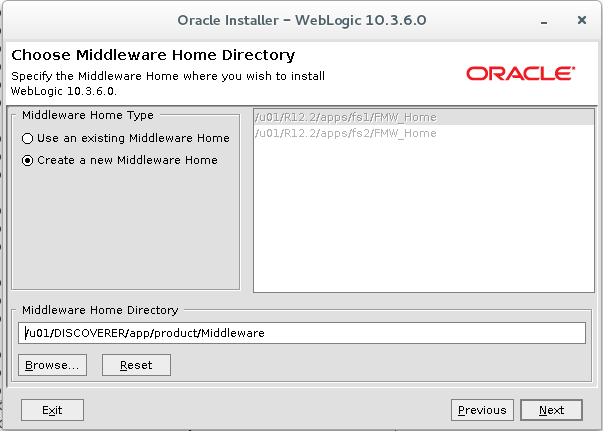 Oracle Installer - WebLogic 10.3.6.0
Choose Middleware Home Directory
Specify the Middleware Home where you wish to install
WebLogic 10.3.6.0.
ORACLE
Middleware Home Type
Use an existing Middleware Home
Create a new Middleware Home
/u01/R12.2/apps/fs1/FMW_Home
/u01/R12.2/apps/fs2/FMW_Home
Middleware Home Directory
/u01/DISCOVERER/app/product/Middleware
Browse...
Reset
Exit
Previous
Next